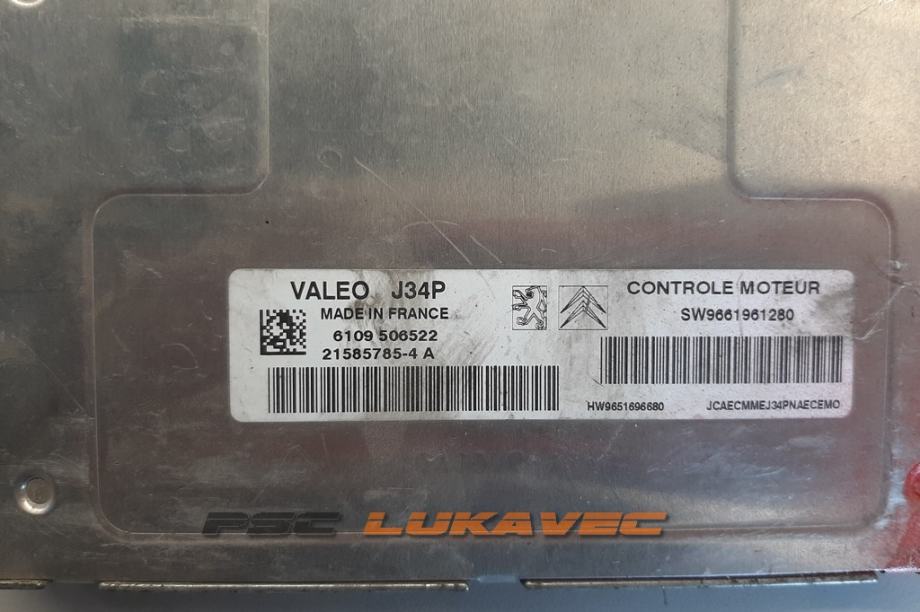 VALEO J34P
MADE IN FRANCE
6109 506522
21585785-4 A
CONTROLE MOTEUR
SW9661961280
HW9651696680
JCAECMMEJ34PNAECEMO
PSC LUKAVEC